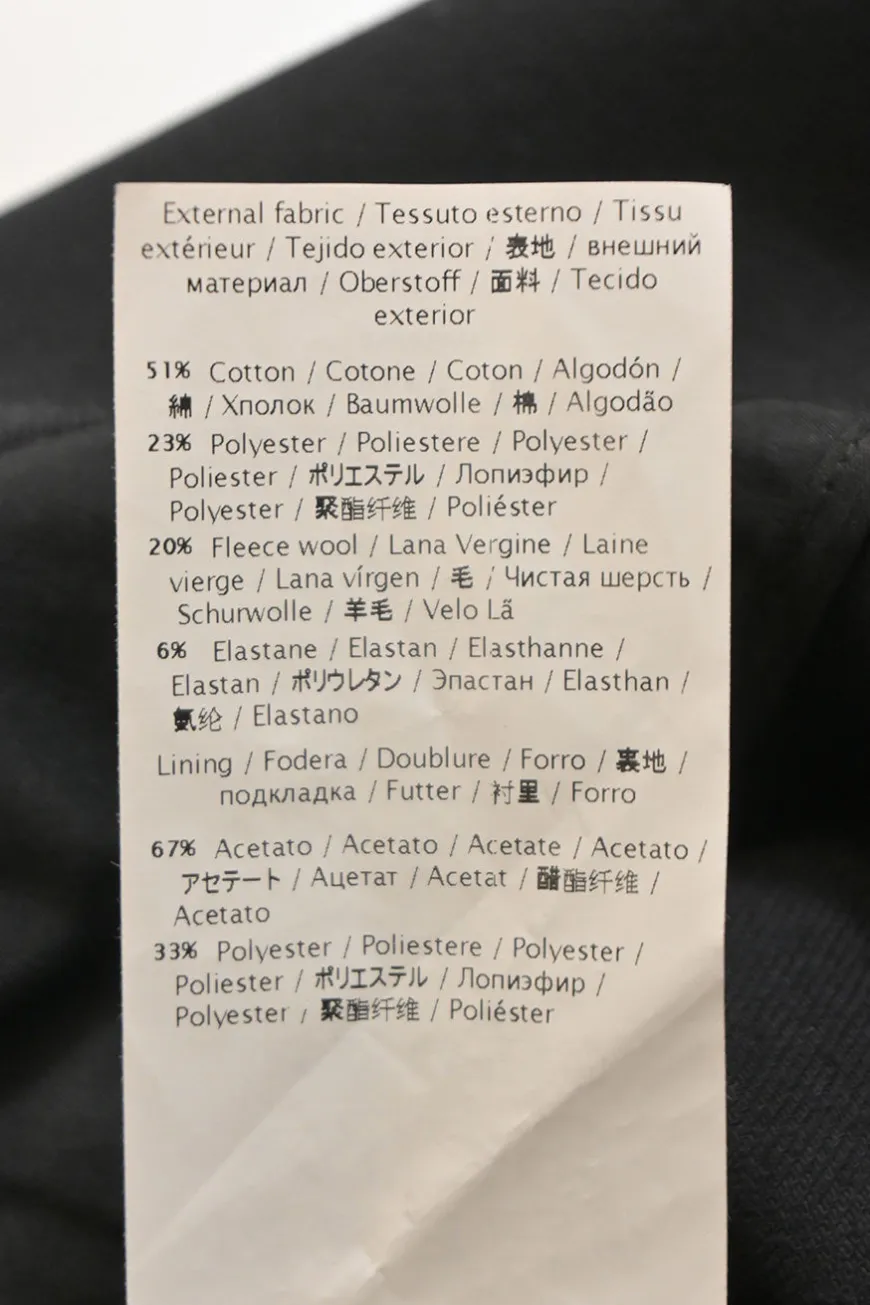 External fabric / Tessuto esterno / Tissu
extérieur / Tejido exterior / 表地 / внешний
материал / Oberstoff / 面料 / Tecido
exterior
51% Cotton / Cotone / Coton / Algodón /
綿 / Хполок / Baumwolle / 棉 / Algodão
23% Polyester / Poliestere / Polyester /
Poliester / ポリエステル / Лопиэфир /
Polyester / 聚酯纤维 / Poliéster
20% Fleece wool / Lana Vergine / Laine
vierge / Lana vírgen / 毛 / Чистая шерсть /
Schurwolle / 羊毛 / Velo Lã
6% Elastane / Elastan / Elasthanne /
Elastan / ポリウレタン / Эпастан / Elasthan /
氨纶 / Elastano
Lining / Fodera / Doublure / Forro / 裏地 /
подкладка / Futter / 衬里 / Forro
67% Acetato / Acetato / Acetate / Acetato /
アセテート / Ацетат / Acetat / 醋酯纤维 /
Acetato
33% Polyester / Poliestere / Polyester /
Poliester / ポリエステル / Лопиэфир /
Polyester / 聚酯纤维 / Poliéster